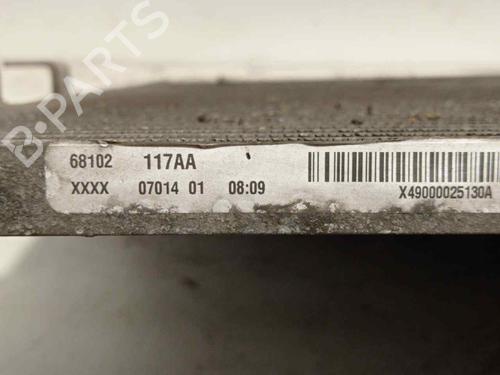 B-PARTS
68102 117AA
XXXX 07014 01 08:09
X49000025130A